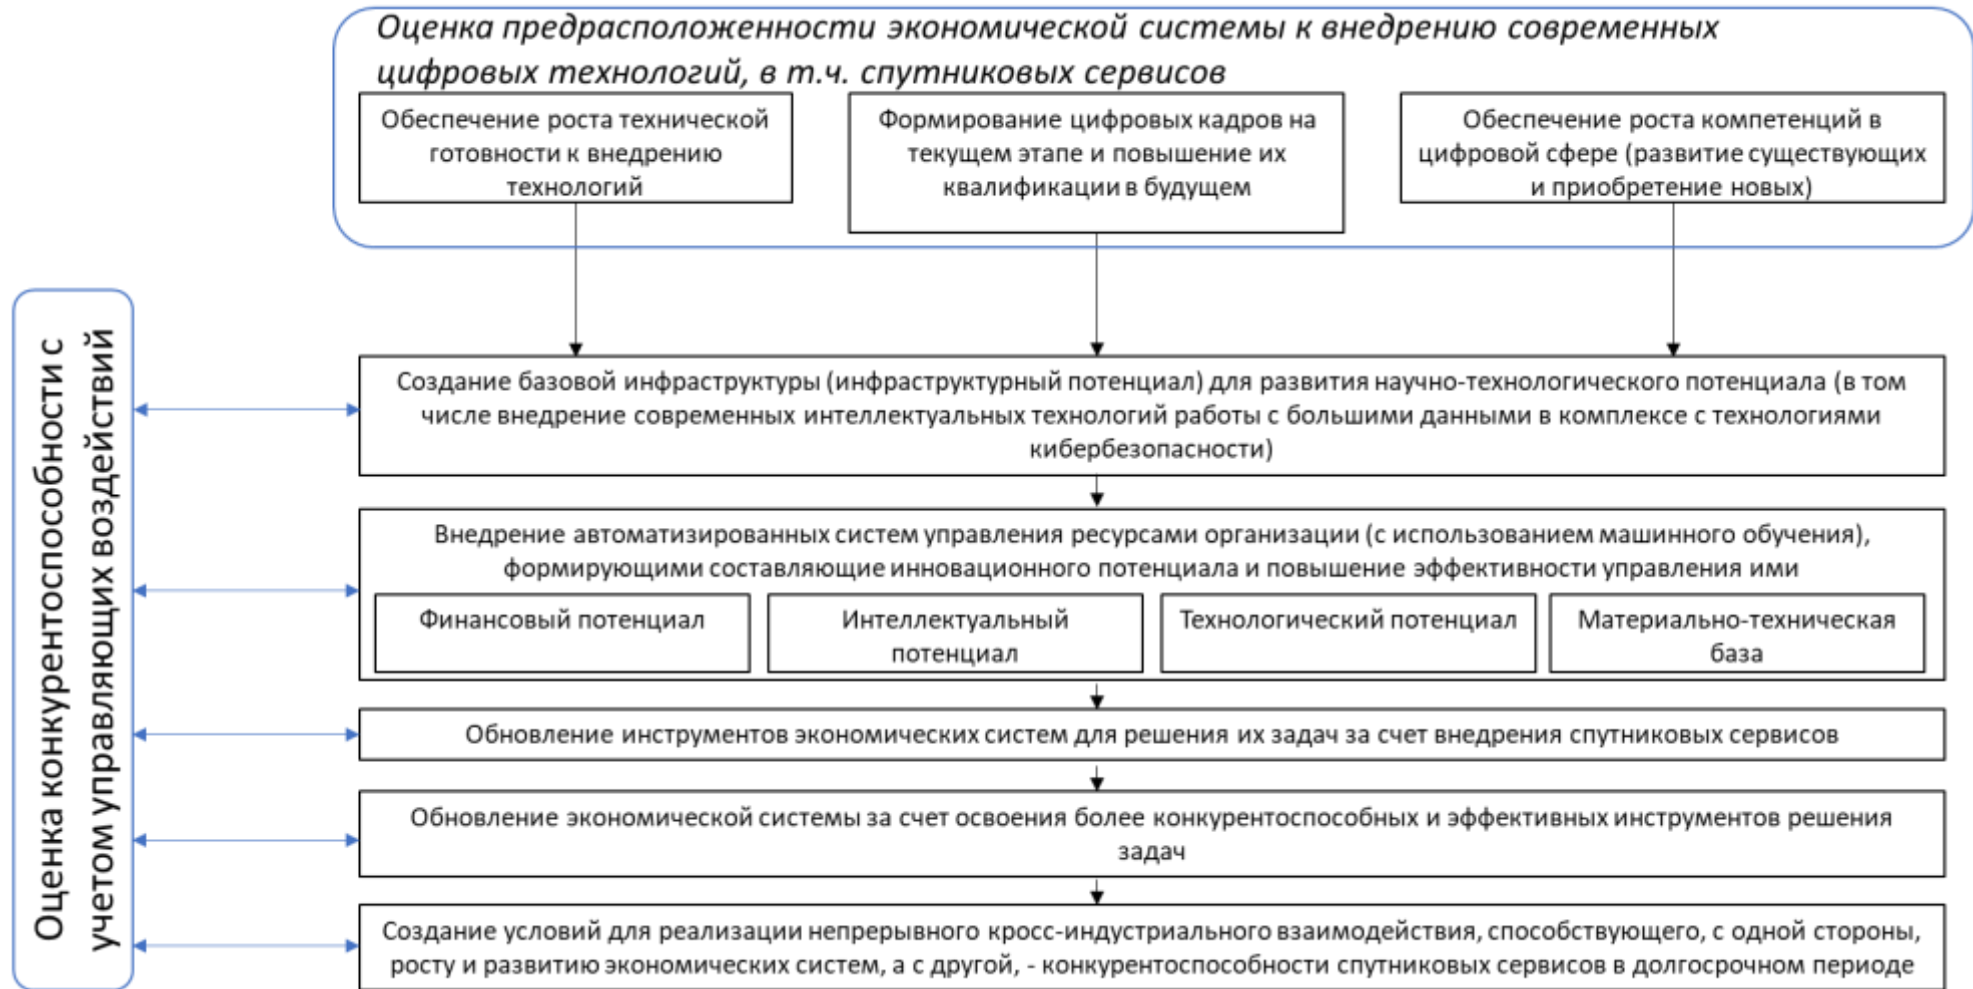 Оценка предрасположенности экономической системы к внедрению современных
цифровых технологий, в т.ч. спутниковых сервисов
Обеспечение роста технической
готовности к внедрению
технологий
Формирование цифровых кадров на
текущем этапе и повышение их
квалификации в будущем
Обеспечение роста компетенций в
цифровой сфере (развитие существующих
и приобретение новых)
Оценка конкурентоспособности с
учетом управляющих воздействий
Создание базовой инфраструктуры (инфраструктурный потенциал) для развития научно-технологического потенциала (в том
числе внедрение современных интеллектуальных технологий работы с большими данными в комплексе с технологиями
кибербезопасности)
Внедрение автоматизированных систем управления ресурсами организации (с использованием машинного обучения),
формирующими составляющие инновационного потенциала и повышение эффективности управления ими
Финансовый потенциал
Интеллектуальный
потенциал
Технологический потенциал
Материально-техническая
база
Обновление инструментов экономических систем для решения их задач за счет внедрения спутниковых сервисов
Обновление экономической системы за счет освоения более конкурентоспособных и эффективных инструментов решения
задач
Создание условий для реализации непрерывного кросс-индустриального взаимодействия, способствующего, с одной стороны,
росту и развитию экономических систем, а с другой, - конкурентоспособности спутниковых сервисов в долгосрочном периоде